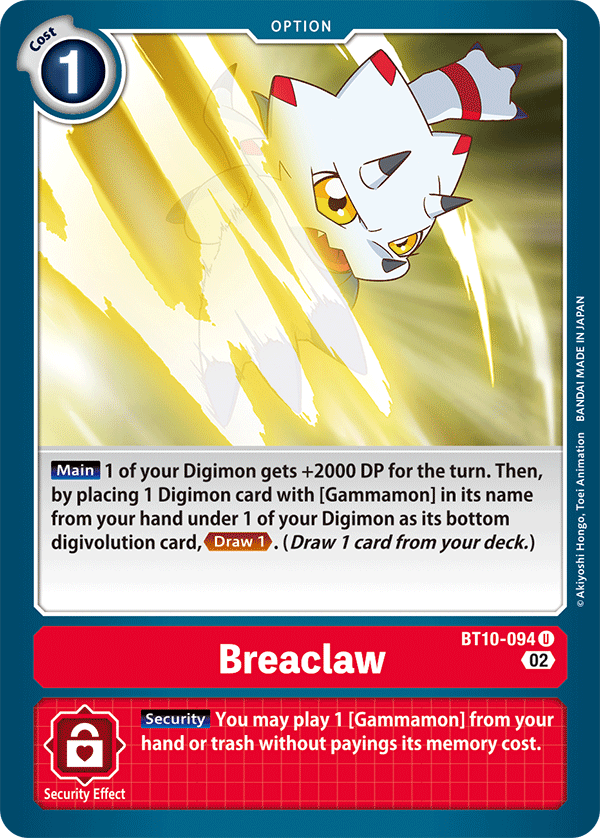 OPTION
Cost
1
Main 1 of your Digimon gets +2000 DP for the turn. Then,
by placing 1 Digimon card with [Gammamon] in its name
from your hand under 1 of your Digimon as its bottom
digivolution card, Draw 1. (Draw 1 card from your deck.)
© Akiyoshi Hongo, Toei Animation BANDAI MADE IN JAPAN
BT10-094 U
02
Breaclaw
Security You may play 1 [Gammamon] from your
hand or trash without payings its memory cost.
Security Effect